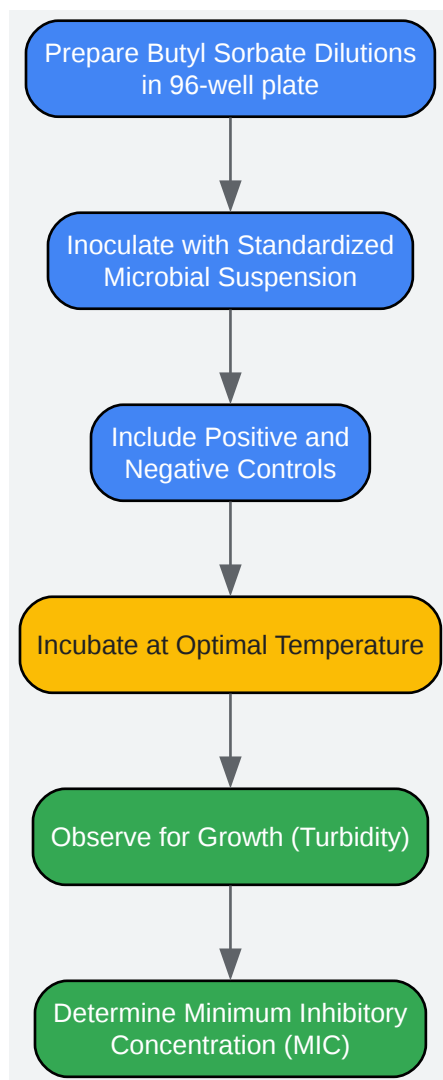 Prepare Butyl Sorbate Dilutions
in 96-well plate
Inoculate with Standardized
Microbial Suspension
Include Positive and
Negative Controls
Incubate at Optimal Temperature
Observe for Growth (Turbidity)
Determine Minimum Inhibitory
Concentration (MIC)